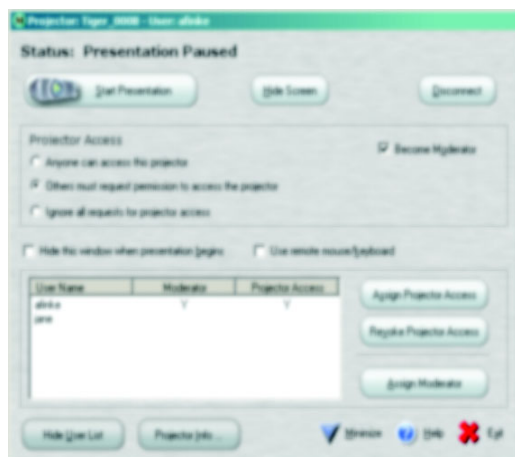 Projector: Tiger_0008 - User: alinke
Status: Presentation Paused
Start Presentation
Hide Screen
Disconnect
Projector Access
Become Moderator
Anyone can access this projector
Others must request permission to access the projector
Ignore all requests for projector access
Hide this window when presentation begins
Use remote mouse/keyboard
User Name Moderator Projector Access
alinke Y Y
jane
Assign Projector Access
Revoke Projector Access
Assign Moderator
Hide User List
Projector Info ...
Minimize
Help
Exit